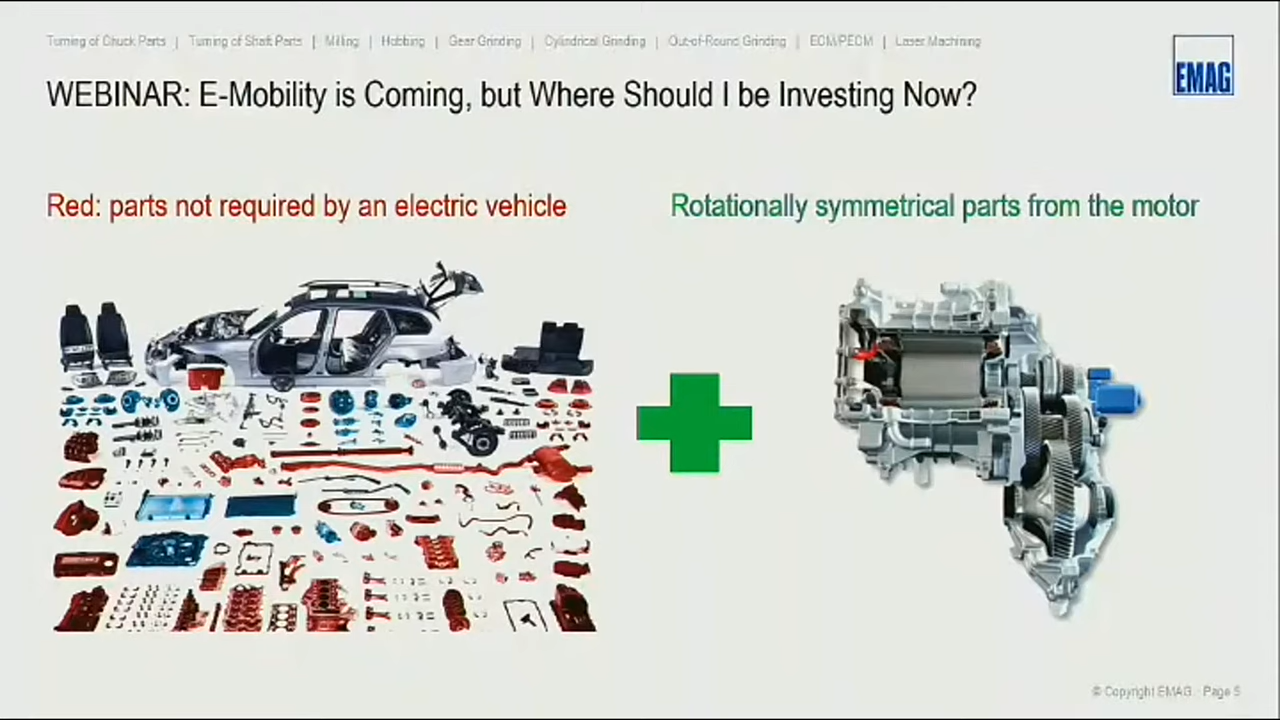 Turning of Chuck Parts | Turning of Shaft Parts | Milling | Hobbing | Gear Grinding | Cylindrical Grinding | Out-of-Round Grinding | ECM/PECM | Laser Machining
EMAG
WEBINAR: E-Mobility is Coming, but Where Should I be Investing Now?
Red: parts not required by an electric vehicle
Rotationally symmetrical parts from the motor
© Copyright EMAG - Page 5